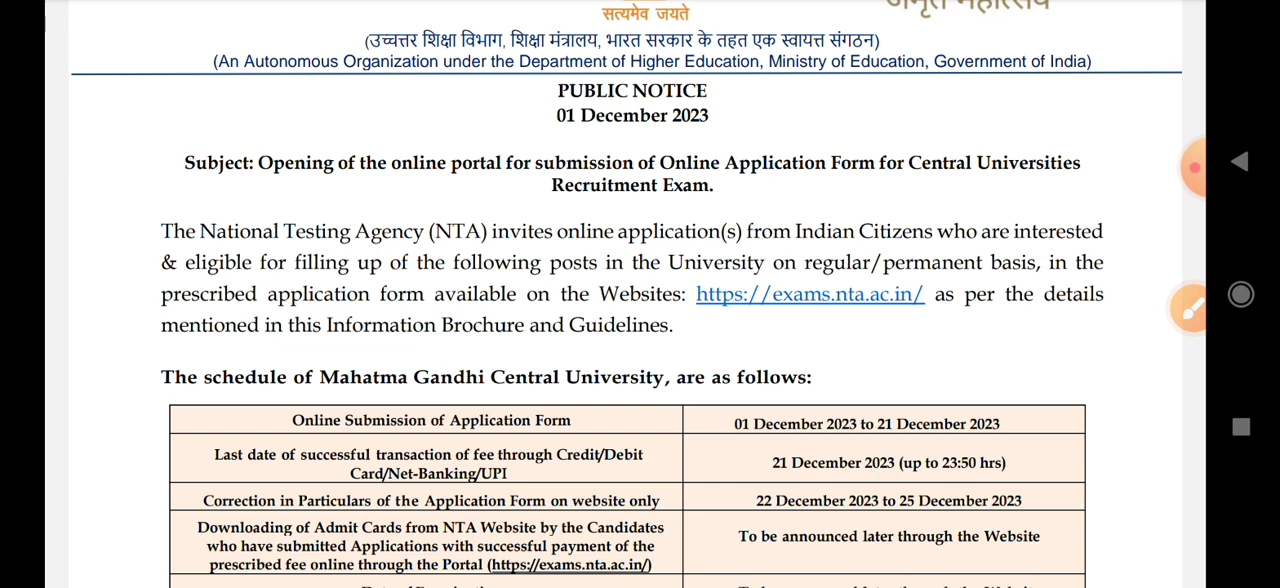 सत्यमेव जयते
अमृत महोत्सव
(उच्चत्तर शिक्षा विभाग, शिक्षा मंत्रालय, भारत सरकार के तहत एक स्वायत्त संगठन)
(An Autonomous Organization under the Department of Higher Education, Ministry of Education, Government of India)
PUBLIC NOTICE
01 December 2023
Subject: Opening of the online portal for submission of Online Application Form for Central Universities
Recruitment Exam.
The National Testing Agency (NTA) invites online application(s) from Indian Citizens who are interested
& eligible for filling up of the following posts in the University on regular/permanent basis, in the
prescribed application form available on the Websites: https://exams.nta.ac.in/ as per the details
mentioned in this Information Brochure and Guidelines.
The schedule of Mahatma Gandhi Central University, are as follows:
Online Submission of Application Form
01 December 2023 to 21 December 2023
Last date of successful transaction of fee through Credit/Debit
Card/Net-Banking/UPI
21 December 2023 (up to 23:50 hrs)
Correction in Particulars of the Application Form on website only
22 December 2023 to 25 December 2023
Downloading of Admit Cards from NTA Website by the Candidates
who have submitted Applications with successful payment of the
prescribed fee online through the Portal (https://exams.nta.ac.in/)
To be announced later through the Website